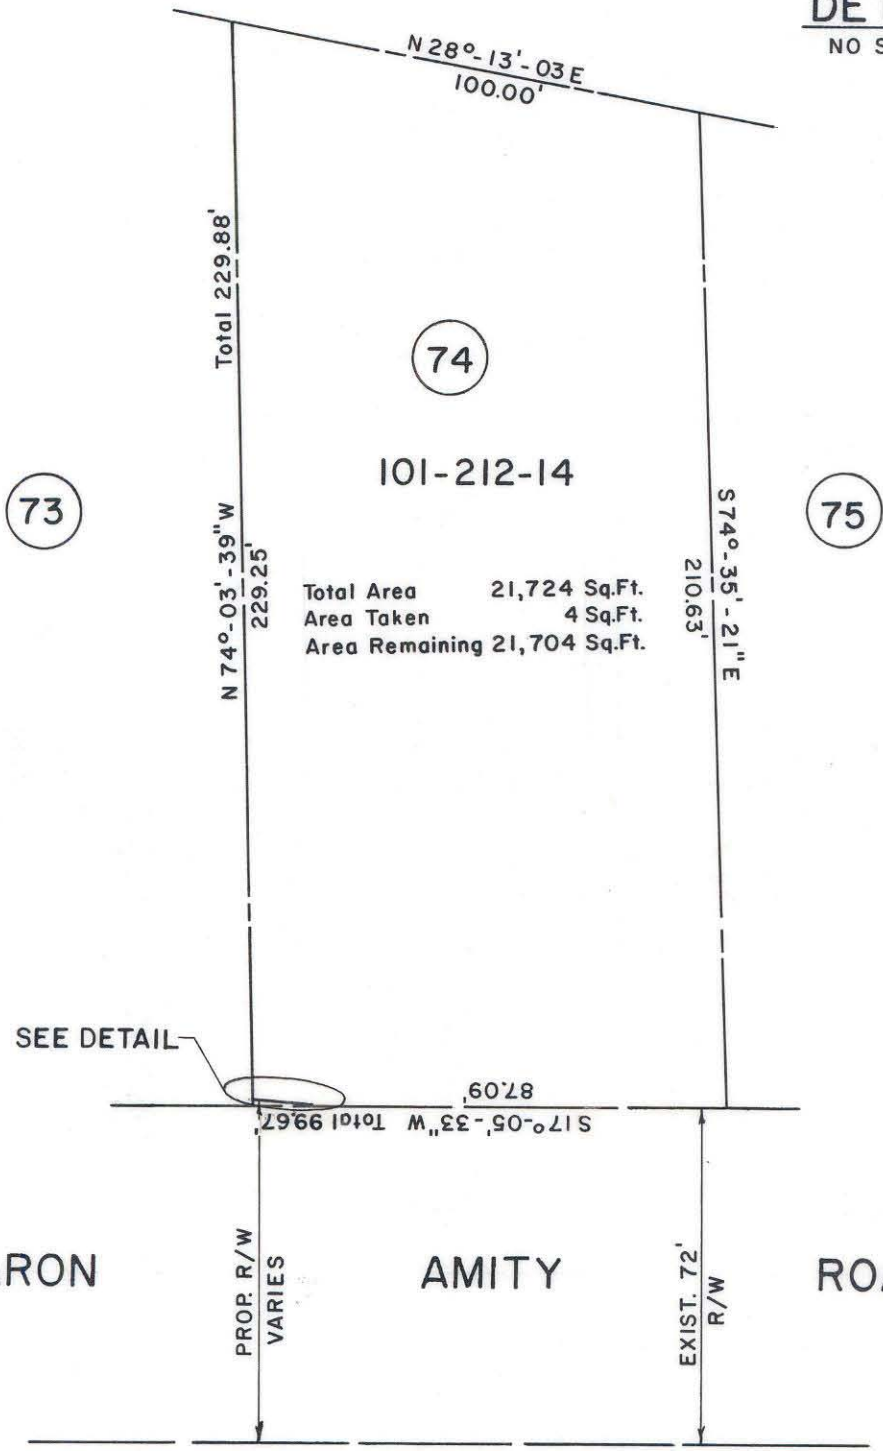 DE
NO S
N 28°-13'-03 E
100.00'
Total 229.88'
74
101-212-14
73
75
N 74°-03'-39" W
229.25'
S 74°-35'-21" E
210.63'
Total Area 21,724 Sq.Ft.
Area Taken 4 Sq.Ft.
Area Remaining 21,704 Sq.Ft.
SEE DETAIL
87.09'
S17°-05'-33" W Total 99.67'
RON
AMITY
ROA
PROP. R/W
VARIES
EXIST. 72'
R/W